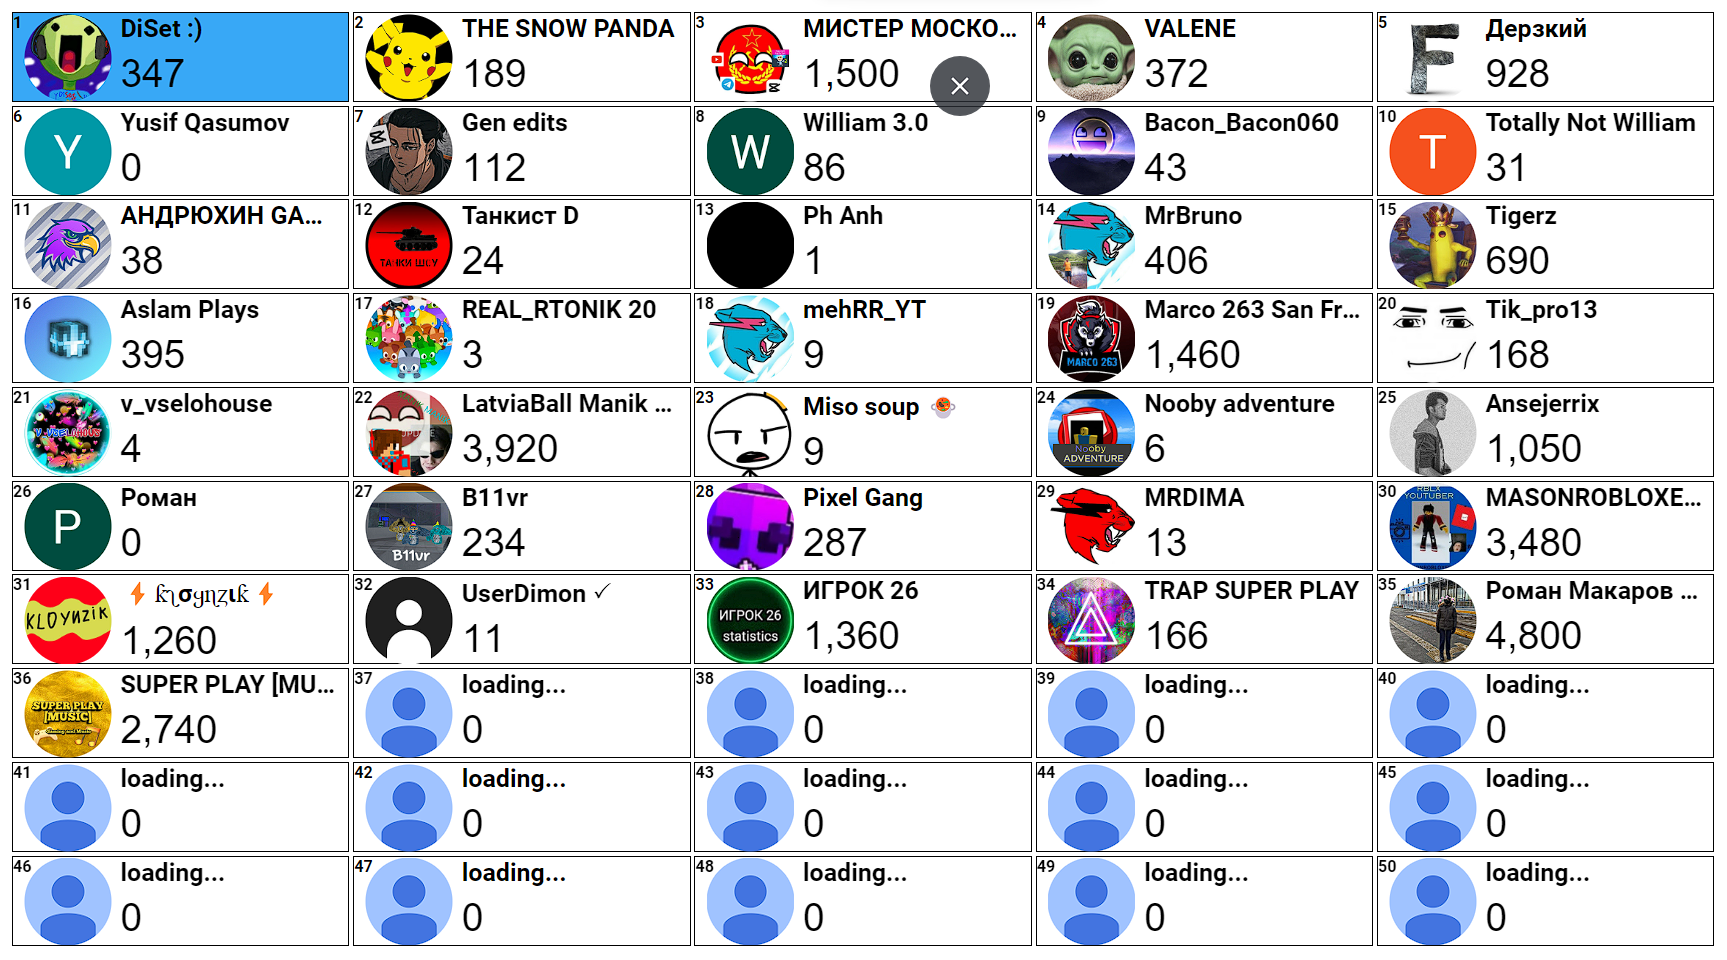 1 DiSet :)
347
2 THE SNOW PANDA
189
3 МИСТЕР МОСКО...
1,500
4 VALENE
372
5 Дерзкий
928
6 Y Yusif Qasumov
0
7 Gen edits
112
8 W William 3.0
86
9 Bacon_Bacon060
43
10 T Totally Not William
31
11 АНДРЮХИН GA...
38
12 Танкист D
ТАНКИ ШОУ
24
13 Ph Anh
1
14 MrBruno
406
15 Tigerz
690
16 Aslam Plays
395
17 REAL_RTONIK 20
3
18 mehRR_YT
9
19 Marco 263 San Fr...
MARCO 263
1,460
20 Tik_pro13
168
21 v_vselohouse
4
22 LatviaBall Manik ...
3,920
23 Miso soup
9
24 Nooby adventure
Nooby
ADVENTURE
6
25 Ansejerrix
1,050
26 P Роман
0
27 B11vr
B11vr
234
28 Pixel Gang
287
29 MRDIMA
13
30 MASONROBLOXE...
RBLX
YOUTUBER
3,480
31 ⚡ ƙɳσყɳȥιƙ ⚡
KLOYNZIK
1,260
32 UserDimon ✓
11
33 ИГРОК 26
ИГРОК 26
statistics
1,360
34 TRAP SUPER PLAY
166
35 Роман Макаров ...
4,800
36 SUPER PLAY [MU...
SUPER PLAY
[MUSIC]
2,740
37 loading...
0
38 loading...
0
39 loading...
0
40 loading...
0
41 loading...
0
42 loading...
0
43 loading...
0
44 loading...
0
45 loading...
0
46 loading...
0
47 loading...
0
48 loading...
0
49 loading...
0
50 loading...
0